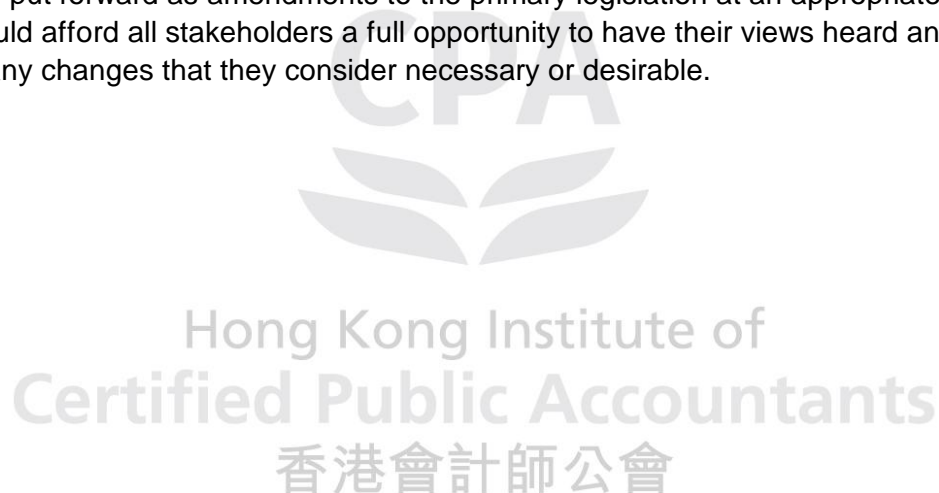 put forward as amendments to the primary legislation at an appropriate
uld afford all stakeholders a full opportunity to have their views heard an
ny changes that they consider necessary or desirable.
CPA
Hong Kong Institute of
Certified Public Accountants
香港會計師公會